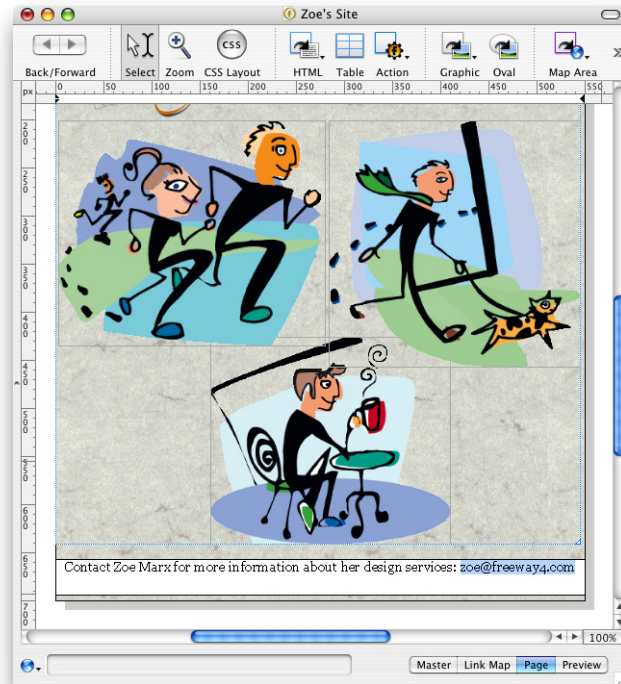 Zoe's Site
css
Back/Forward Select Zoom CSS Layout HTML Table Action Graphic Oval Map Area
px 0 50 100 150 200 250 300 350 400 450 500 550
200
250
300
350
400
450
500
550
600
650
700
Contact Zoe Marx for more information about her design services: zoe@freeway4.com
100%
Master Link Map Page Preview